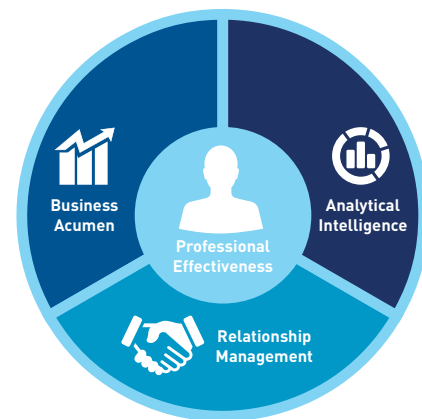 Business
Acumen
Analytical
Intelligence
Professional
Effectiveness
Relationship
Management